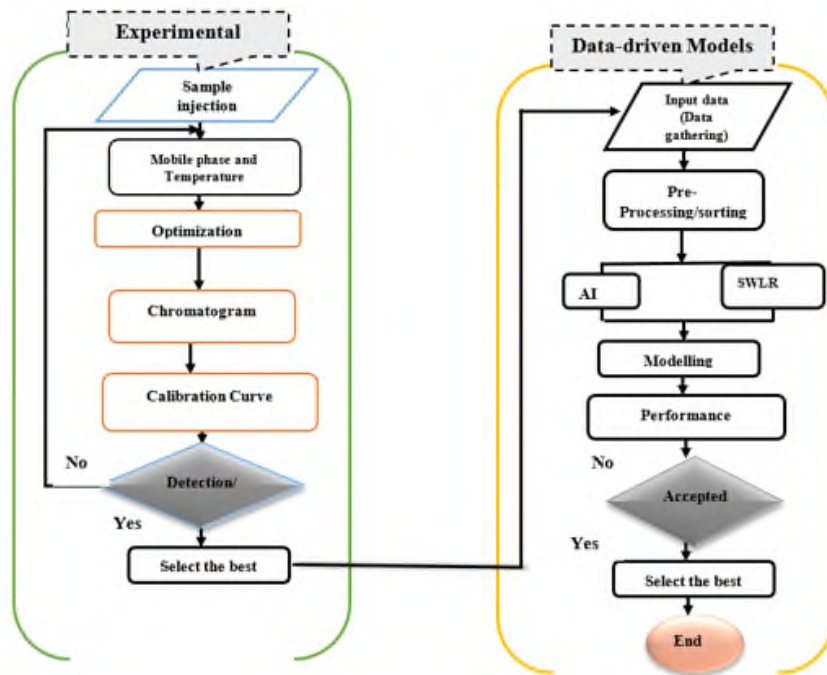 Experimental
Sample
injection
Mobile phase and
Temperature
Optimization
Chromatogram
Calibration Curve
No
Detection/
Yes
Select the best
Data-driven Models
Input data
(Data
gathering)
Pre-
Processing/sorting
AI
SWLR
Modelling
Performance
No
Accepted
Yes
Select the best
End